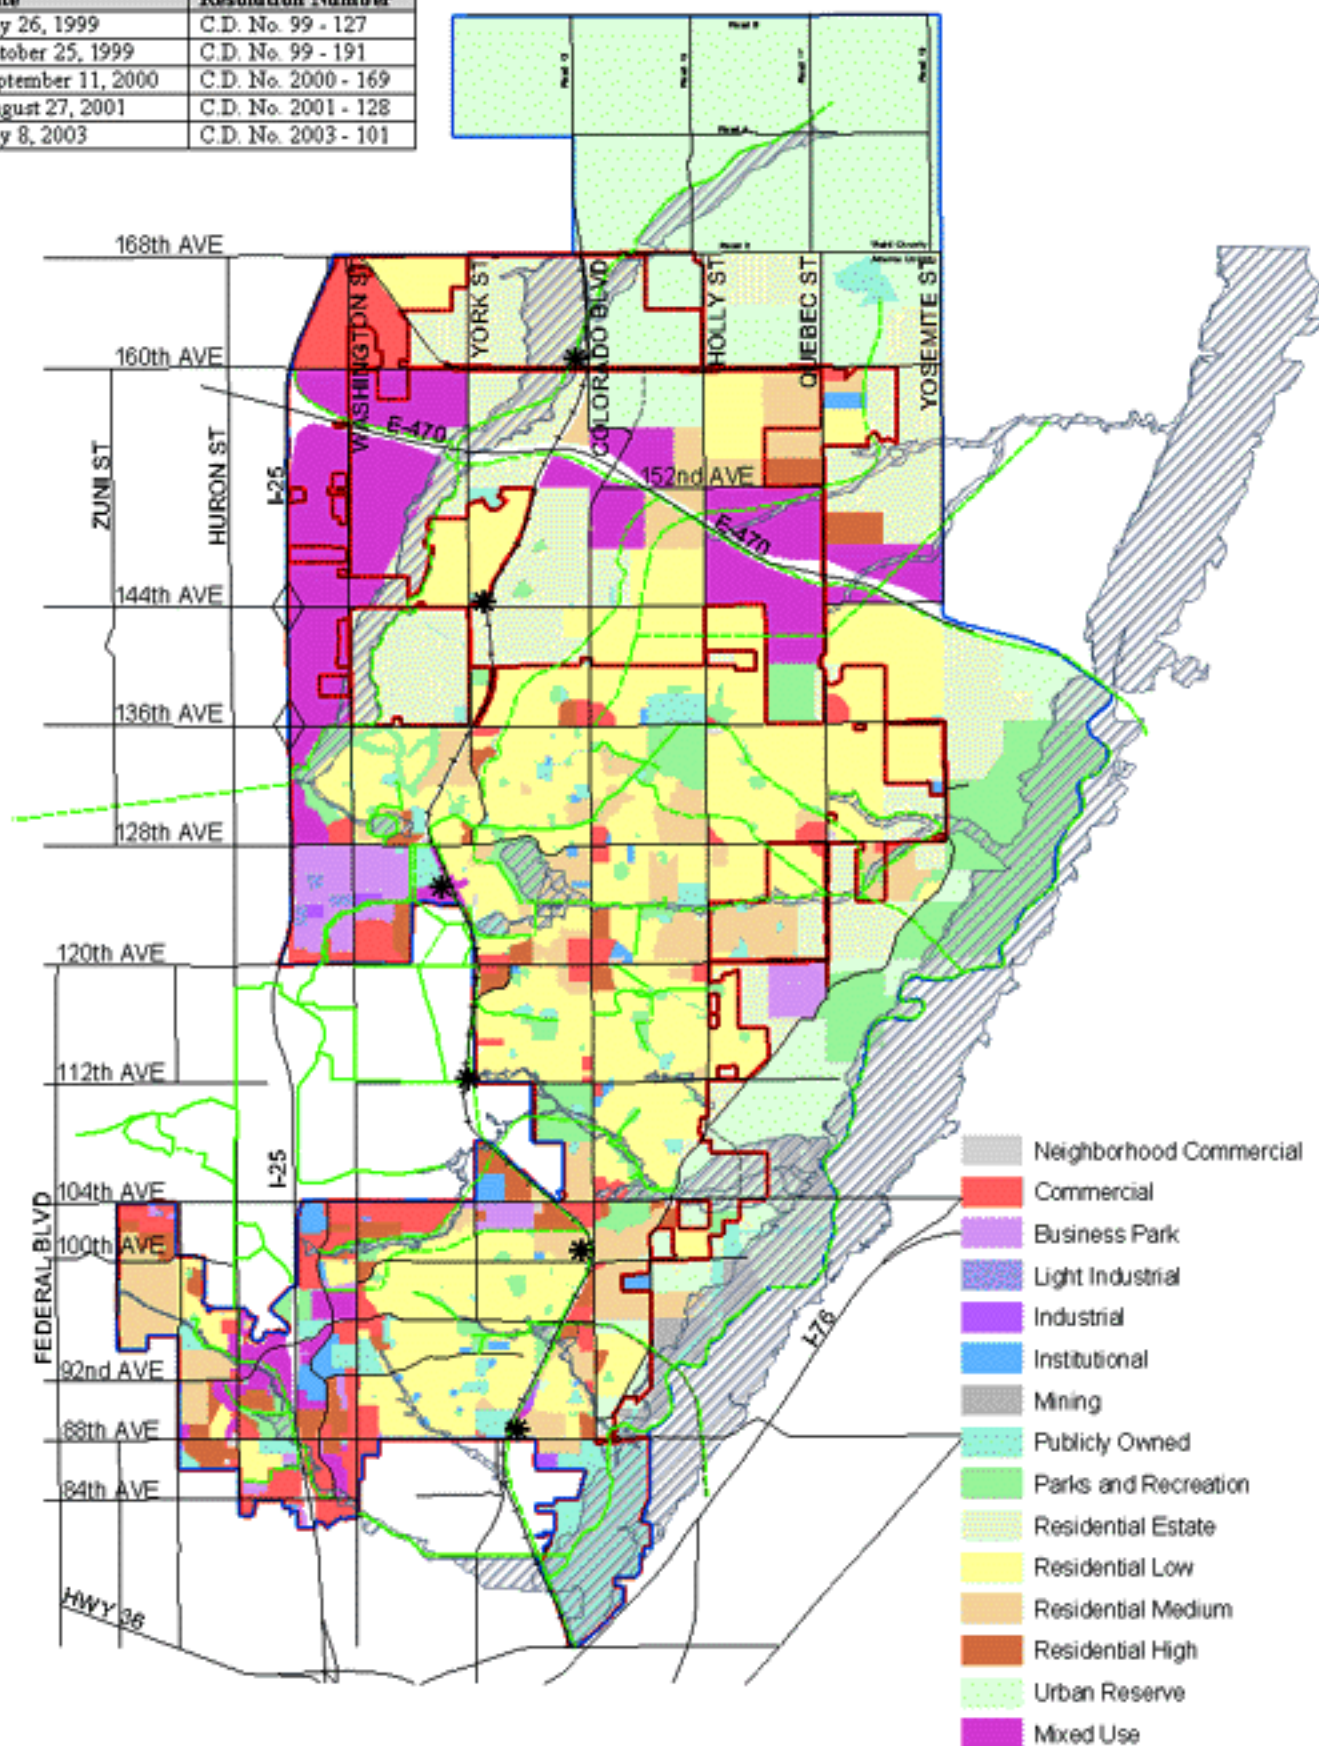 Resolution Number
y 26, 1999 C.D. No. 99 - 127
tober 25, 1999 C.D. No. 99 - 191
ptember 11, 2000 C.D. No. 2000 - 169
gust 27, 2001 C.D. No. 2001 - 128
y 8, 2003 C.D. No. 2003 - 101
168th AVE
160th AVE
WASHINGTON ST
YORK ST
COLORADO BLVD
HOLLY ST
QUEBEC ST
YOSEMITE ST
E-470
ZUNI ST
HURON ST
I-25
152nd AVE
E-470
144th AVE
136th AVE
128th AVE
120th AVE
112th AVE
I-25
104th AVE
100th AVE
FEDERAL BLVD
92nd AVE
I-76
88th AVE
84th AVE
HWY 36
Neighborhood Commercial
Commercial
Business Park
Light Industrial
Industrial
Institutional
Mining
Publicly Owned
Parks and Recreation
Residential Estate
Residential Low
Residential Medium
Residential High
Urban Reserve
Mixed Use